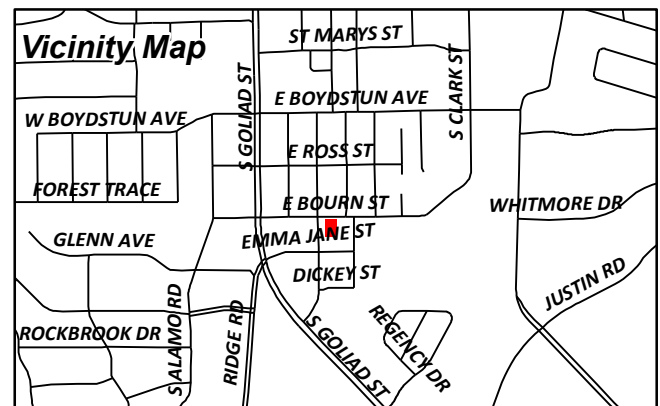 Vicinity Map
ST MARYS ST
S GOLIAD ST
S CLARK ST
E BOYDSTUN AVE
W BOYDSTUN AVE
E ROSS ST
FOREST TRACE
E BOURN ST
WHITMORE DR
GLENN AVE
EMMA JANE ST
DICKEY ST
JUSTIN RD
S ALAMO RD
RIDGE RD
ROCKBROOK DR
S GOLIAD ST
REGENCY DR